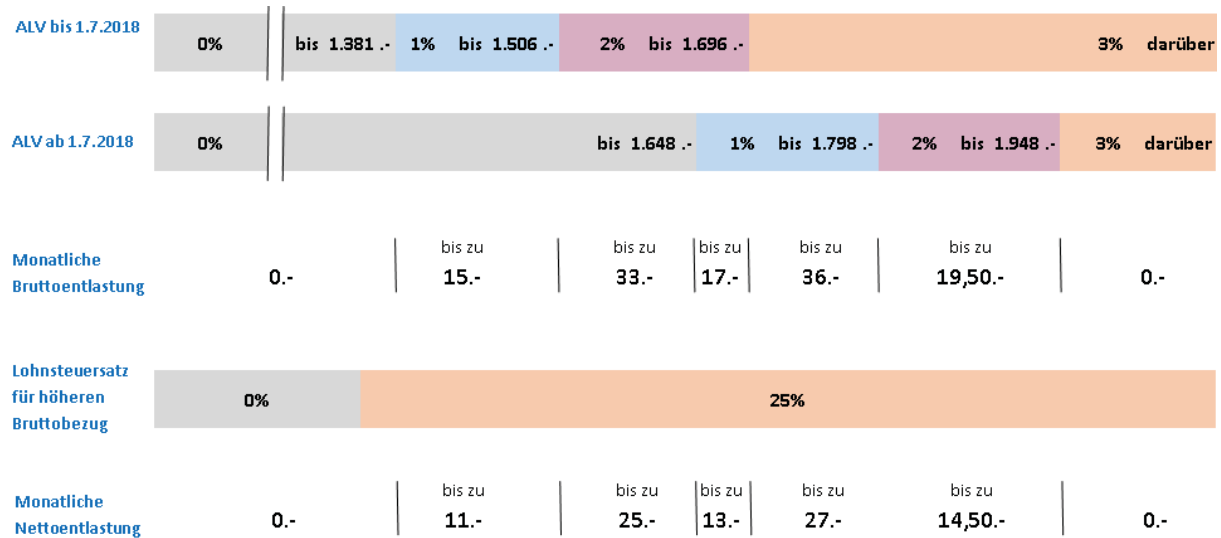 ALV bis 1.7.2018
0% bis 1.381 .- 1% bis 1.506 .- 2% bis 1.696 .- 3% darüber
ALV ab 1.7.2018
0% bis 1.648 .- 1% bis 1.798 .- 2% bis 1.948 .- 3% darüber
Monatliche
Bruttoentlastung
bis zu bis zu bis zu bis zu bis zu
0.- 15.- 33.- 17.- 36.- 19,50.- 0.-
Lohnsteuersatz
für höheren
Bruttobezug
0% 25%
Monatliche
Nettoentlastung
bis zu bis zu bis zu bis zu bis zu
0.- 11.- 25.- 13.- 27.- 14,50.- 0.-